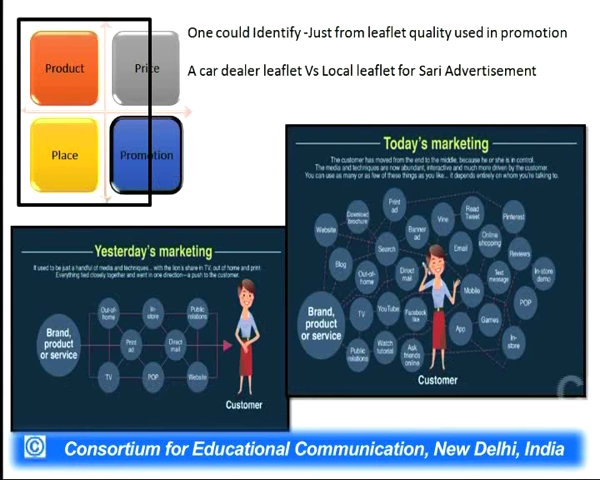 Product
Price
Place
Promotion
One could Identify -Just from leaflet quality used in promotion
A car dealer leaflet Vs Local leaflet for Sari Advertisement
Yesterday's marketing
It used to be just a handful of media and techniques... with the lion's share in TV, out of home and print.
Everything tied closely together and went in one direction—a push to the customer.
Brand,
product
or service
Out-of-
home
In-
store
Public
relations
Print
ad
Direct
mail
TV
POP
Website
Customer
Today's marketing
The customer has moved from the end to the middle, because he or she is in control.
The media and techniques are now abundant, interactive and much more driven by the customer.
You can use as many or as few of these things as you like... it depends entirely on whom you're talking to.
Website
Download
brochure
Print
ad
Banner
ad
Vine
Read
Tweet
Pinterest
Search
Email
Online
shopping
Reviews
Blog
Out-of-
home
Direct
mail
Text
message
In-store
demo
Mobile
POP
Brand,
product
or service
TV
YouTube
Facebook
like
App
Games
In-
store
Public
relations
Watch
tutorial
Ask
friends
online
Customer
C
© Consortium for Educational Communication, New Delhi, India